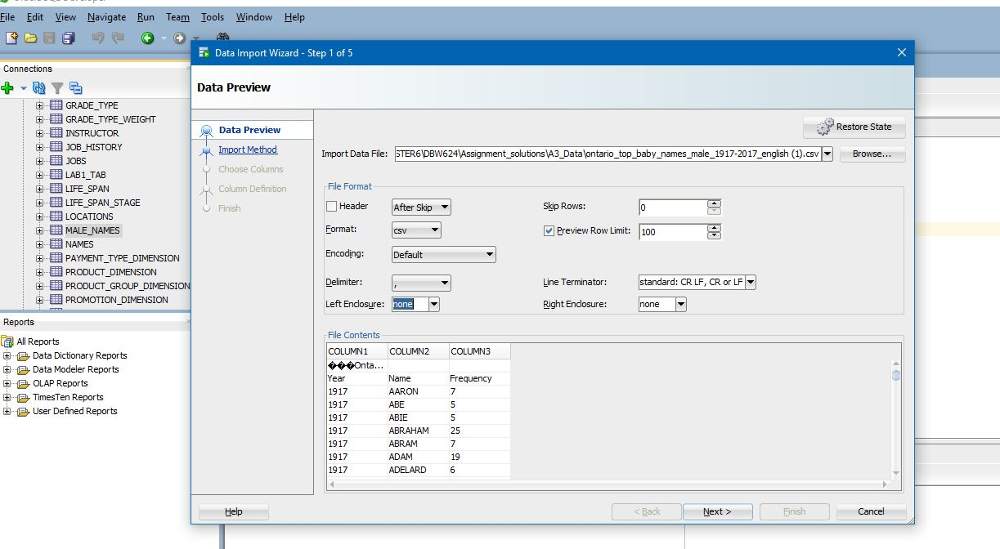 File Edit View Navigate Run Team Tools Window Help
Data Import Wizard - Step 1 of 5
Connections
GRADE_TYPE
GRADE_TYPE_WEIGHT
INSTRUCTOR
JOB_HISTORY
JOBS
LAB1_TAB
LIFE_SPAN
LIFE_SPAN_STAGE
LOCATIONS
MALE_NAMES
NAMES
PAYMENT_TYPE_DIMENSION
PRODUCT_DIMENSION
PRODUCT_GROUP_DIMENSION
PROMOTION_DIMENSION
Reports
All Reports
Data Dictionary Reports
Data Modeler Reports
OLAP Reports
TimesTen Reports
User Defined Reports
Data Preview
Data Preview
Import Method
Choose Columns
Column Definition
Finish
Restore State
Import Data File: STER6\DBW624\Assignment_solutions\A3_Data\ontario_top_baby_names_male_1917-2017_english (1).csv Browse...
File Format
Header After Skip Skip Rows: 0
Format: csv Preview Row Limit: 100
Encoding: Default
Delimiter: , Line Terminator: standard: CR LF, CR or LF
Left Enclosure: none Right Enclosure: none
File Contents
COLUMN1 COLUMN2 COLUMN3
���Onta...
Year Name Frequency
1917 AARON 7
1917 ABE 5
1917 ABIE 5
1917 ABRAHAM 25
1917 ABRAM 7
1917 ADAM 19
1917 ADELARD 6
Help < Back Next > Finish Cancel